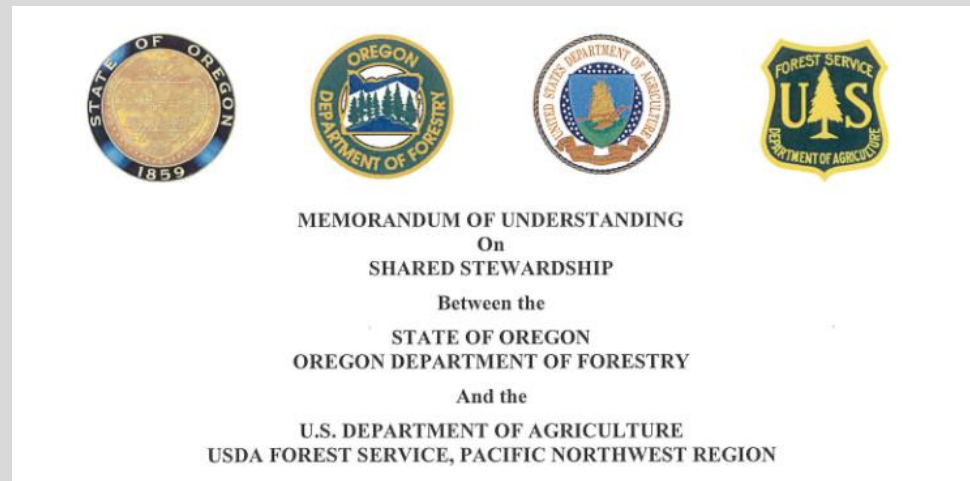 STATE OF OREGON
1859
OREGON
DEPARTMENT OF FORESTRY
UNITED STATES DEPARTMENT OF AGRICULTURE
FOREST SERVICE
U S
DEPARTMENT OF AGRICULTURE
MEMORANDUM OF UNDERSTANDING
On
SHARED STEWARDSHIP
Between the
STATE OF OREGON
OREGON DEPARTMENT OF FORESTRY
And the
U.S. DEPARTMENT OF AGRICULTURE
USDA FOREST SERVICE, PACIFIC NORTHWEST REGION